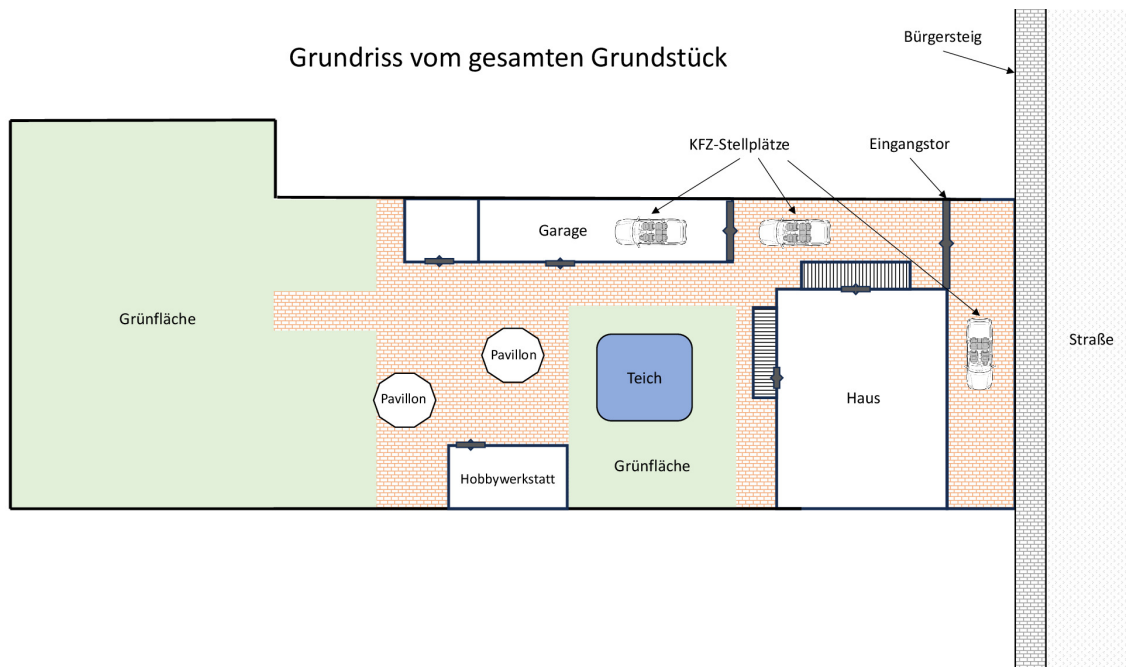 Grundriss vom gesamten Grundstück
Bürgersteig
KFZ-Stellplätze
Eingangstor
Garage
Grünfläche
Straße
Pavillon
Teich
Pavillon
Haus
Grünfläche
Hobbywerkstatt